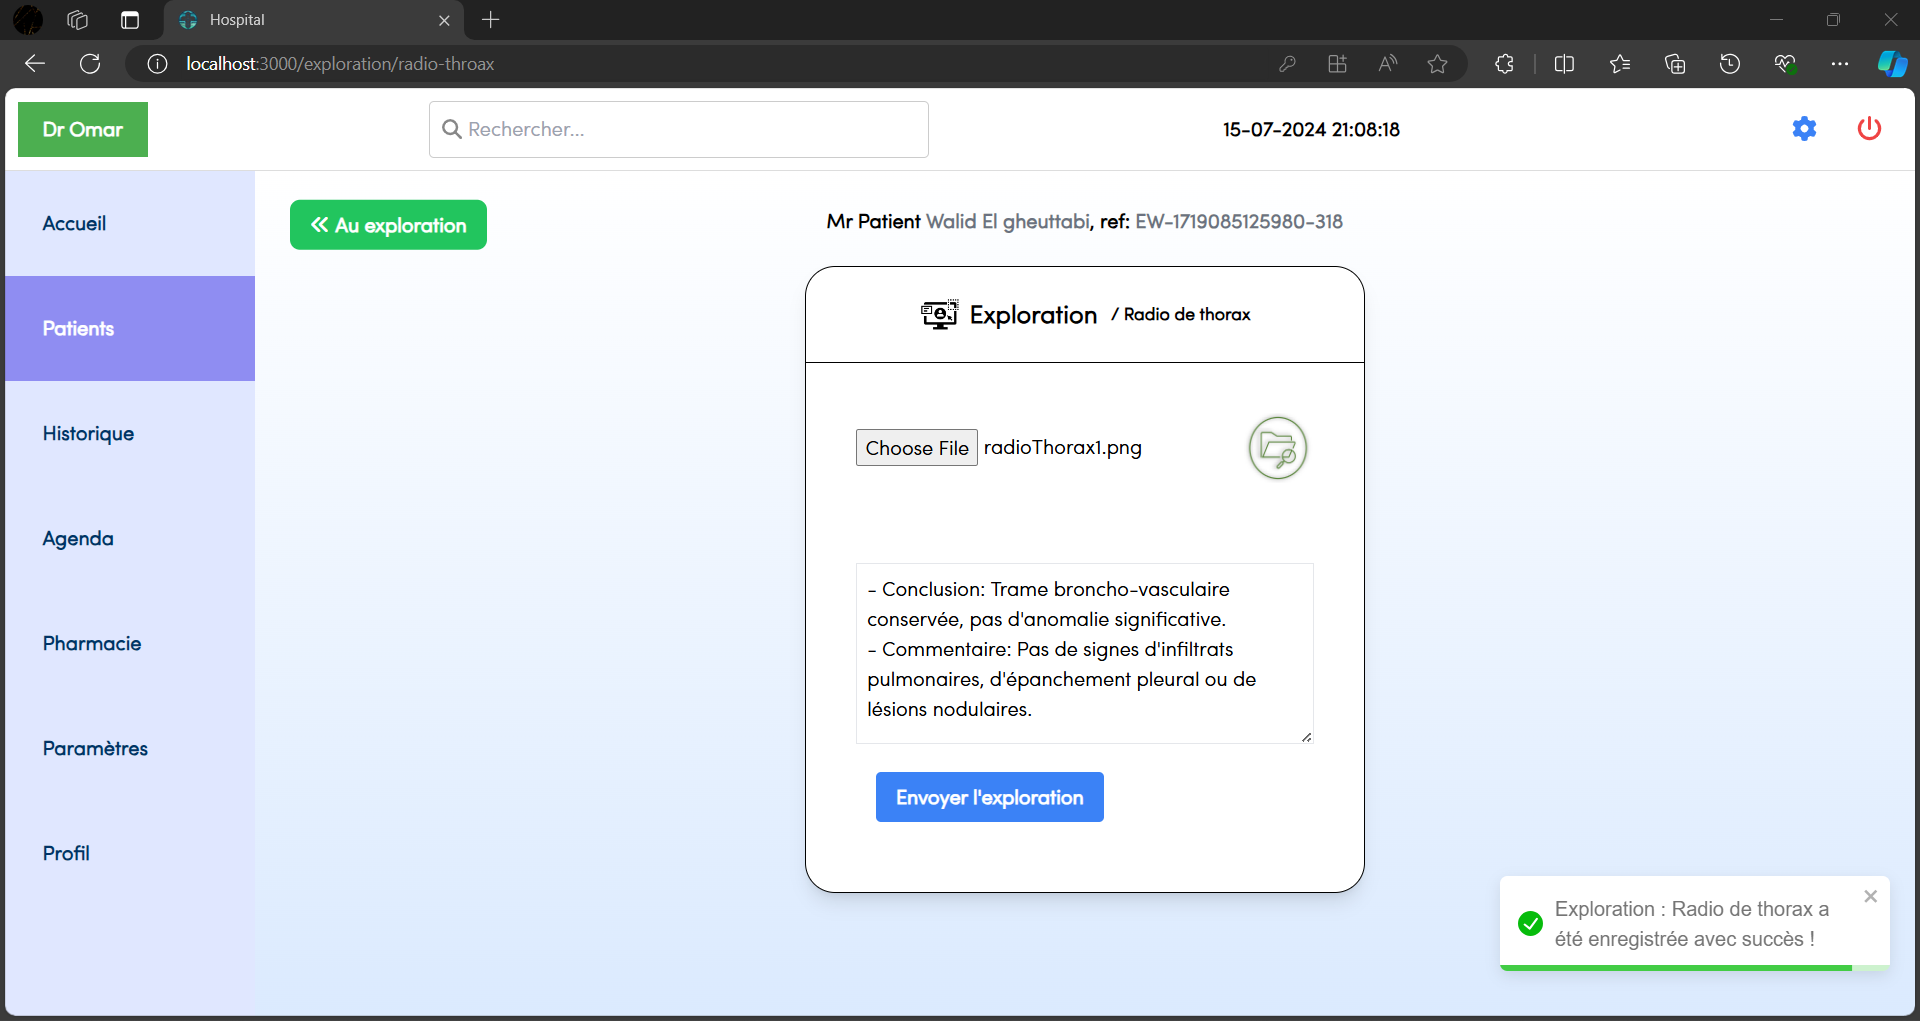 Hospital
localhost:3000/exploration/radio-throax
Dr Omar
Rechercher...
15-07-2024 21:08:18
Accueil
Patients
Historique
Agenda
Pharmacie
Paramètres
Profil
« Au exploration
Mr Patient Walid El gheuttabi, ref: EW-1719085125980-318
Exploration / Radio de thorax
Choose File radioThorax1.png
- Conclusion: Trame broncho-vasculaire
conservée, pas d'anomalie significative.
- Commentaire: Pas de signes d'infiltrats
pulmonaires, d'épanchement pleural ou de
lésions nodulaires.
Envoyer l'exploration
Exploration : Radio de thorax a
été enregistrée avec succès !